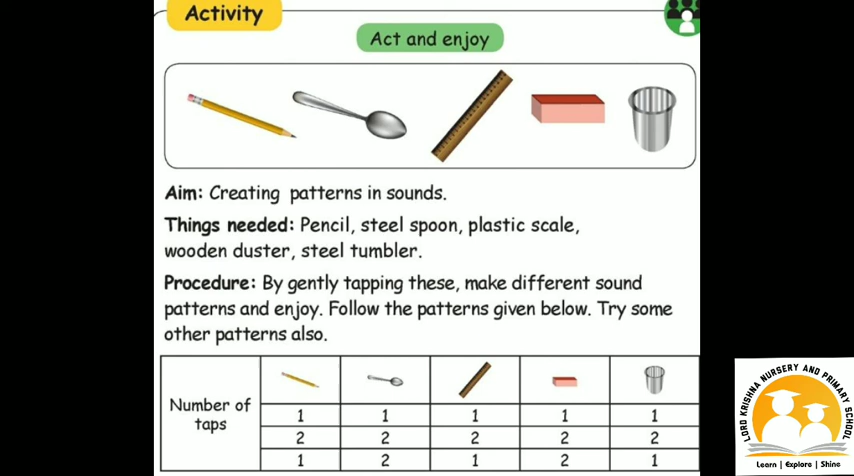 Activity
Act and enjoy
Aim: Creating patterns in sounds.
Things needed: Pencil, steel spoon, plastic scale,
wooden duster, steel tumbler.
Procedure: By gently tapping these, make different sound
patterns and enjoy. Follow the patterns given below. Try some
other patterns also.
Number of
taps
1 1 1 1 1
2 2 2 2 2
1 2 1 2 1
LORD KRISHNA NURSERY AND PRIMARY SCHOOL
Learn | Explore | Shine